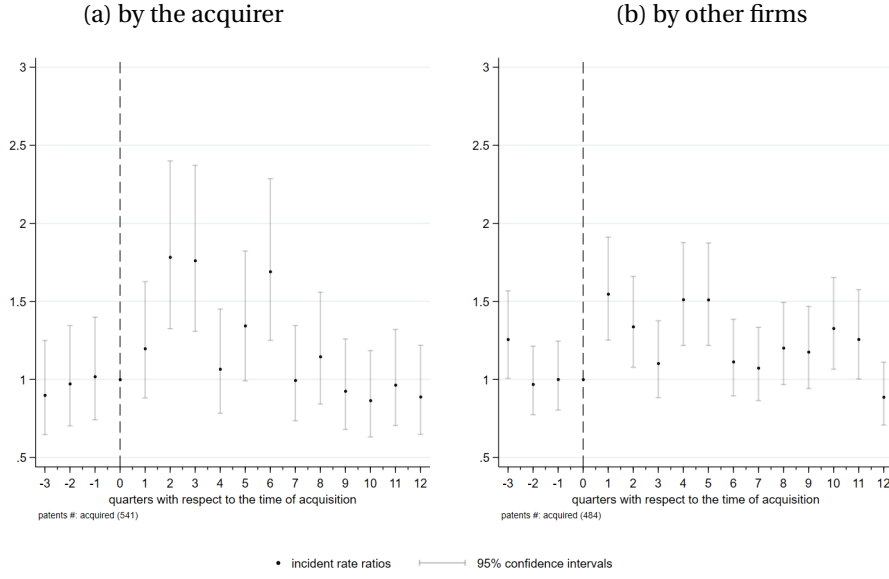 (a) by the acquirer
(b) by other firms
3
2.5
2
1.5
1
.5
-3 -2 -1 0 1 2 3 4 5 6 7 8 9 10 11 12
quarters with respect to the time of acquisition
patents #: acquired (541)
3
2.5
2
1.5
1
.5
-3 -2 -1 0 1 2 3 4 5 6 7 8 9 10 11 12
quarters with respect to the time of acquisition
patents #: acquired (484)
incident rate ratios
95% confidence intervals